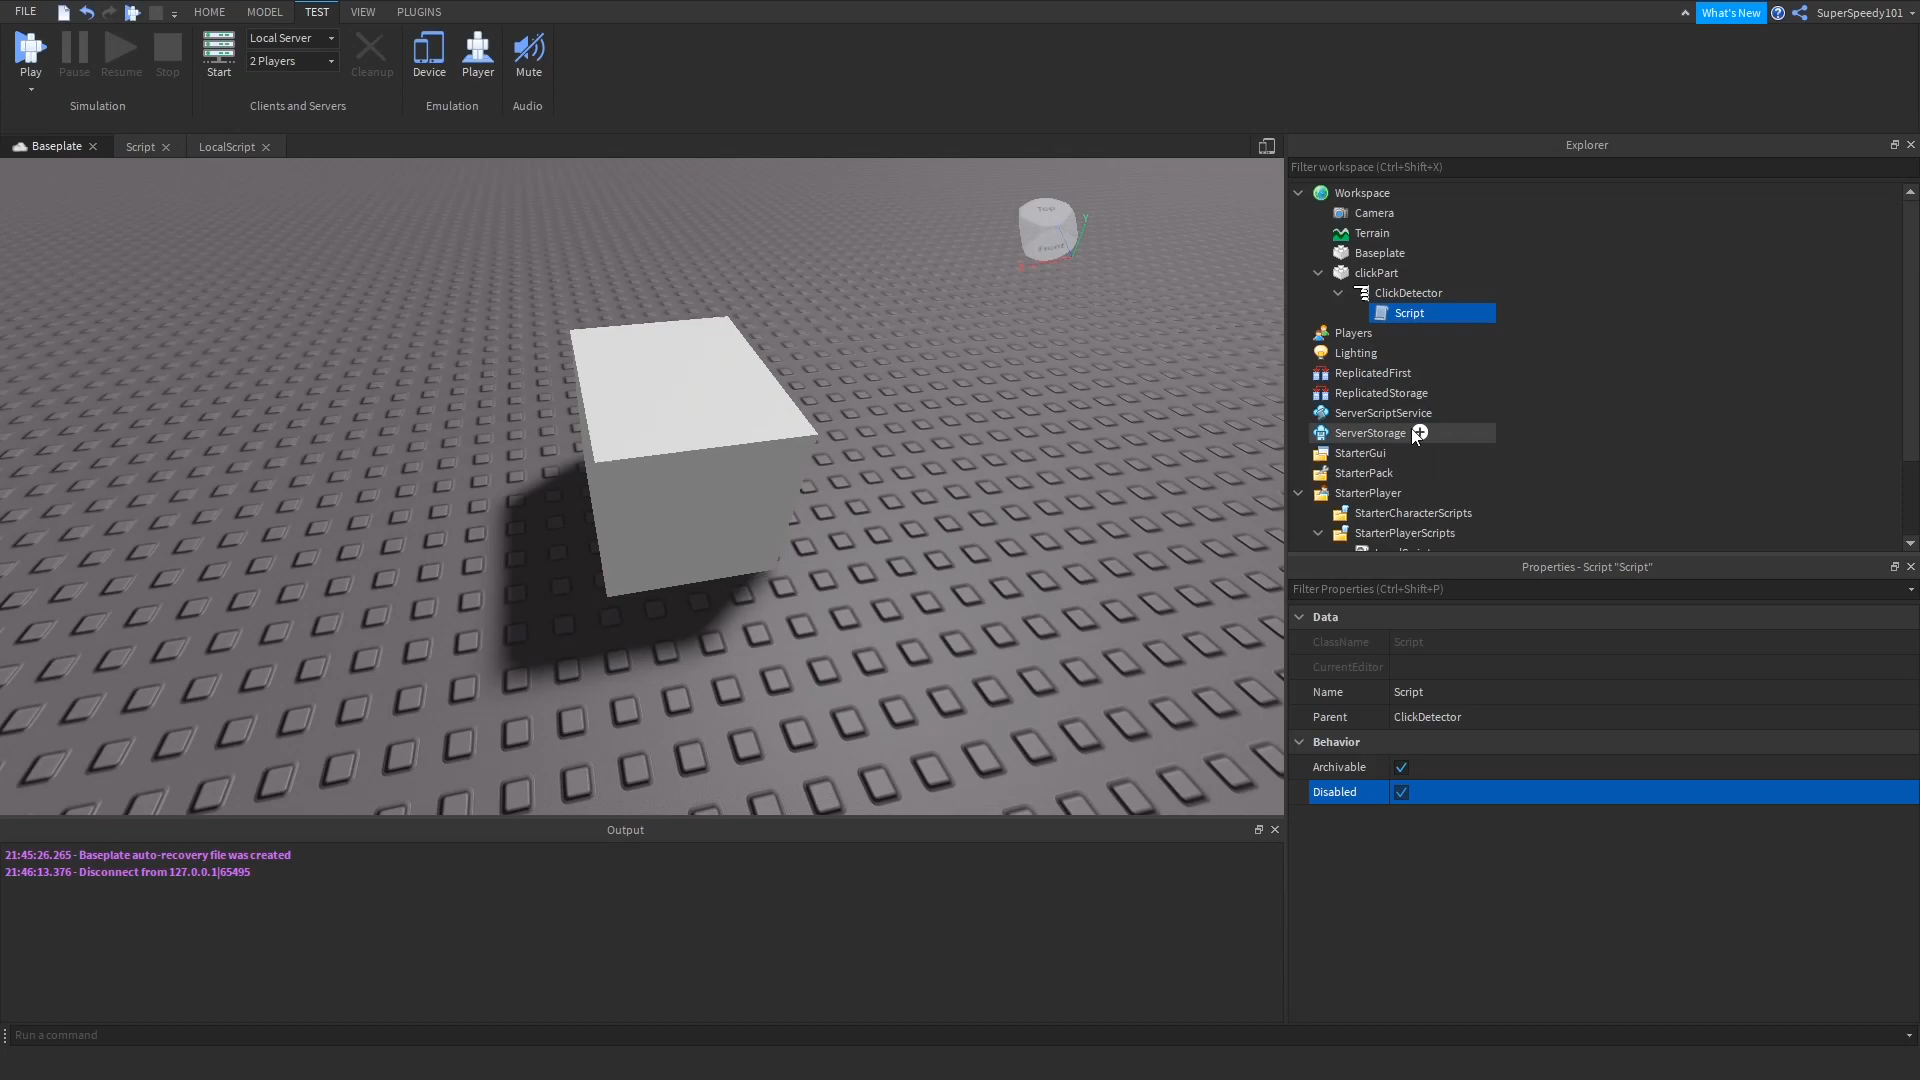 FILE HOME MODEL TEST VIEW PLUGINS What's New SuperSpeedy101
Play Pause Resume Stop Start Local Server 2 Players Cleanup Device Player Mute
Simulation Clients and Servers Emulation Audio
Baseplate Script LocalScript
Top
Front
Y
Explorer
Filter workspace (Ctrl+Shift+X)
Workspace
Camera
Terrain
Baseplate
clickPart
ClickDetector
Script
Players
Lighting
ReplicatedFirst
ReplicatedStorage
ServerScriptService
ServerStorage
StarterGui
StarterPack
StarterPlayer
StarterCharacterScripts
StarterPlayerScripts
Properties - Script "Script"
Filter Properties (Ctrl+Shift+P)
Data
ClassName Script
CurrentEditor
Name Script
Parent ClickDetector
Behavior
Archivable
Disabled
Output
21:45:26.265 - Baseplate auto-recovery file was created
21:46:13.376 - Disconnect from 127.0.0.1|65495
Run a command